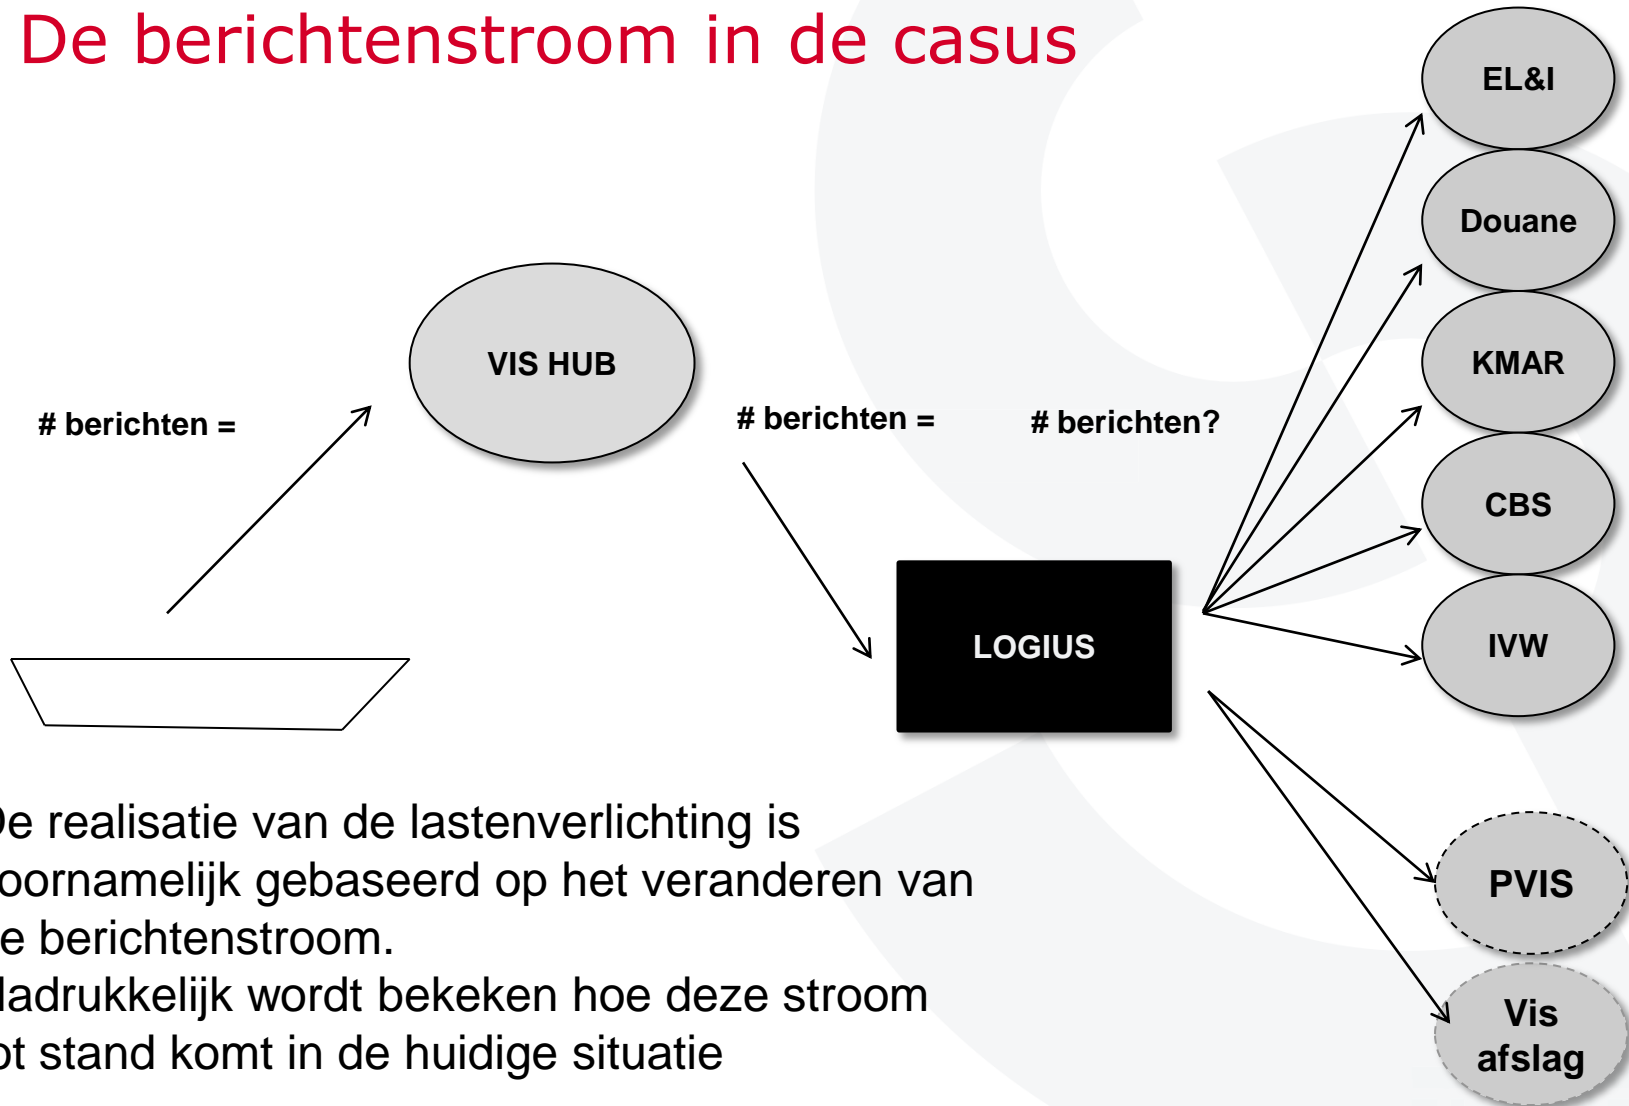 De berichtenstroom in de casus
EL&I
Douane
VIS HUB
KMAR
# berichten =
# berichten =
# berichten?
CBS
LOGIUS
IVW
De realisatie van de lastenverlichting is
oornamelijk gebaseerd op het veranderen van
e berichtenstroom.
ladrukkelijk wordt bekeken hoe deze stroom
ot stand komt in de huidige situatie
PVIS
Vis
afslag